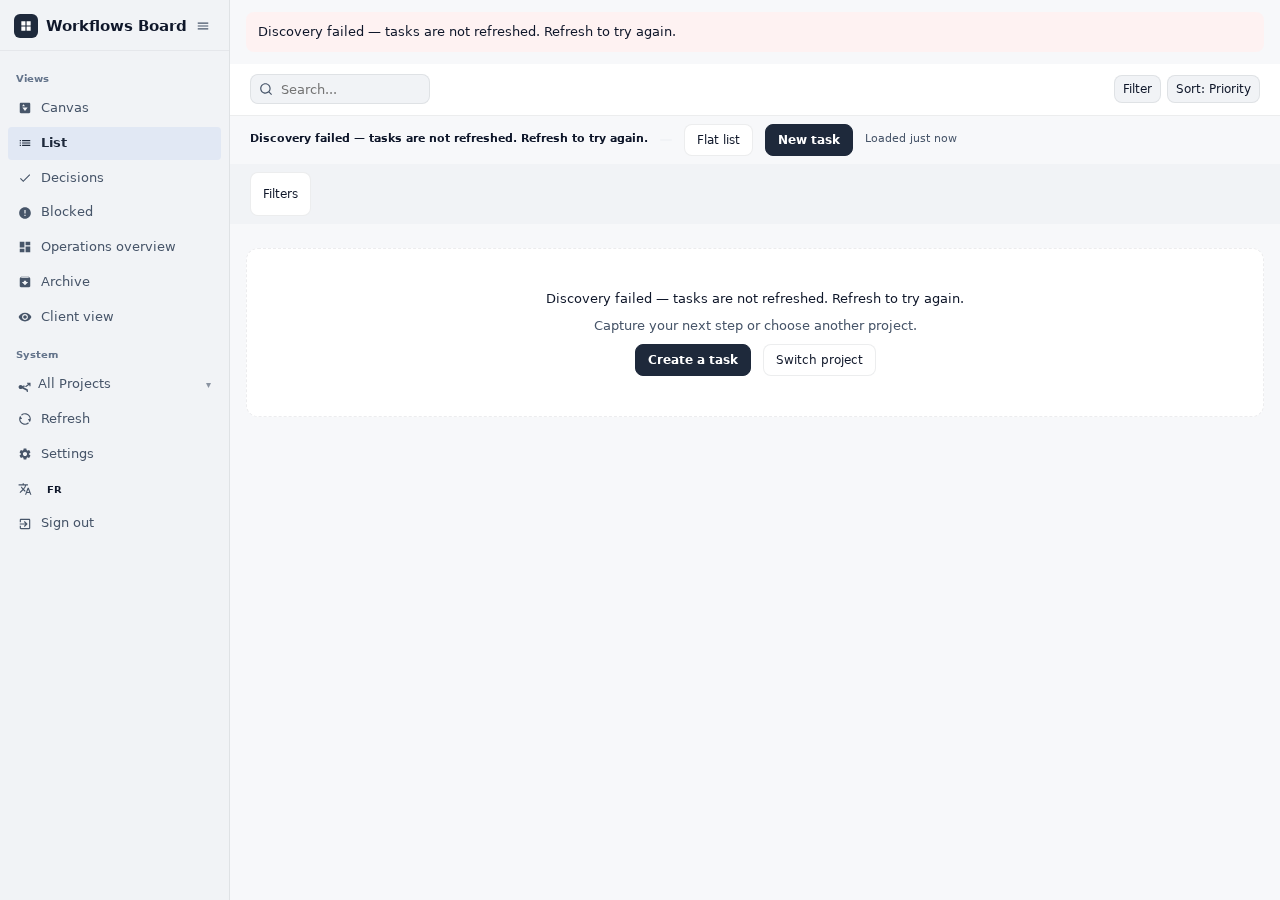 Workflows Board
Views
Canvas
List
Decisions
Blocked
Operations overview
Archive
Client view
System
All Projects
Refresh
Settings
FR
Sign out
Discovery failed — tasks are not refreshed. Refresh to try again.
Search...
Filter
Sort: Priority
Discovery failed — tasks are not refreshed. Refresh to try again.
Flat list
New task
Loaded just now
Filters
Discovery failed — tasks are not refreshed. Refresh to try again.
Capture your next step or choose another project.
Create a task
Switch project